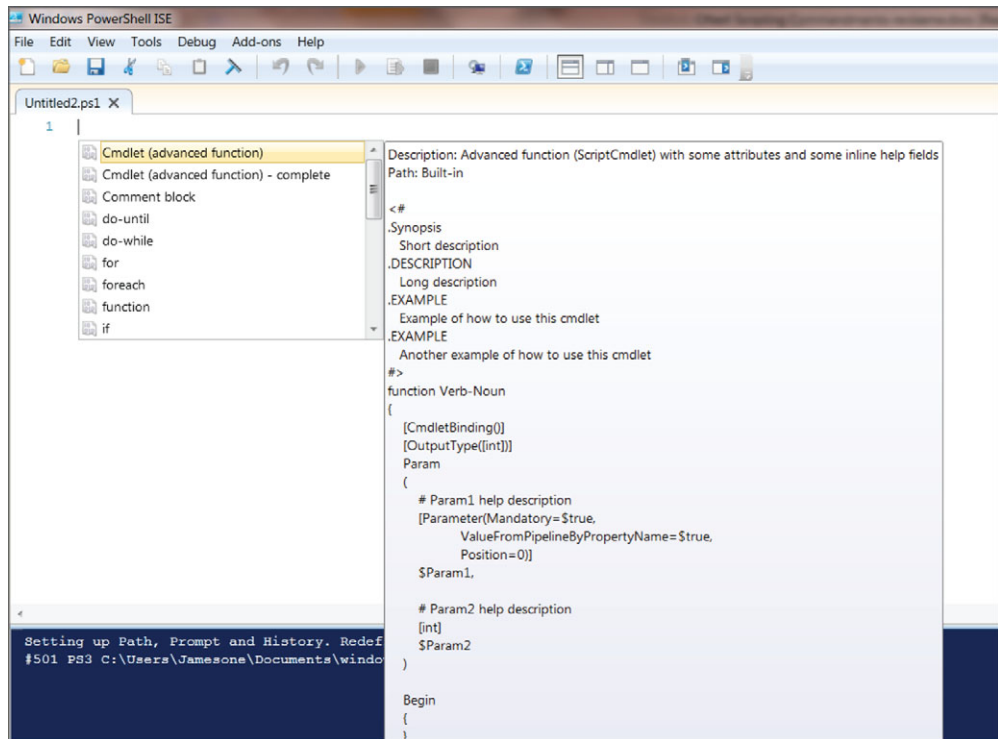 Windows PowerShell ISE
File Edit View Tools Debug Add-ons Help
Untitled2.ps1 X
1
Cmdlet (advanced function)
Cmdlet (advanced function) - complete
Comment block
do-until
do-while
for
foreach
function
if
Description: Advanced function (ScriptCmdlet) with some attributes and some inline help fields
Path: Built-in
<#
.Synopsis
Short description
.DESCRIPTION
Long description
.EXAMPLE
Example of how to use this cmdlet
.EXAMPLE
Another example of how to use this cmdlet
#>
function Verb-Noun
{
[CmdletBinding()]
[OutputType([int])]
Param
(
# Param1 help description
[Parameter(Mandatory=$true,
ValueFromPipelineByPropertyName=$true,
Position=0)]
$Param1,
# Param2 help description
[int]
$Param2
)
Begin
{
}
Setting up Path, Prompt and History. Redef
#501 PS3 C:\Users\Jamesone\Documents\windo